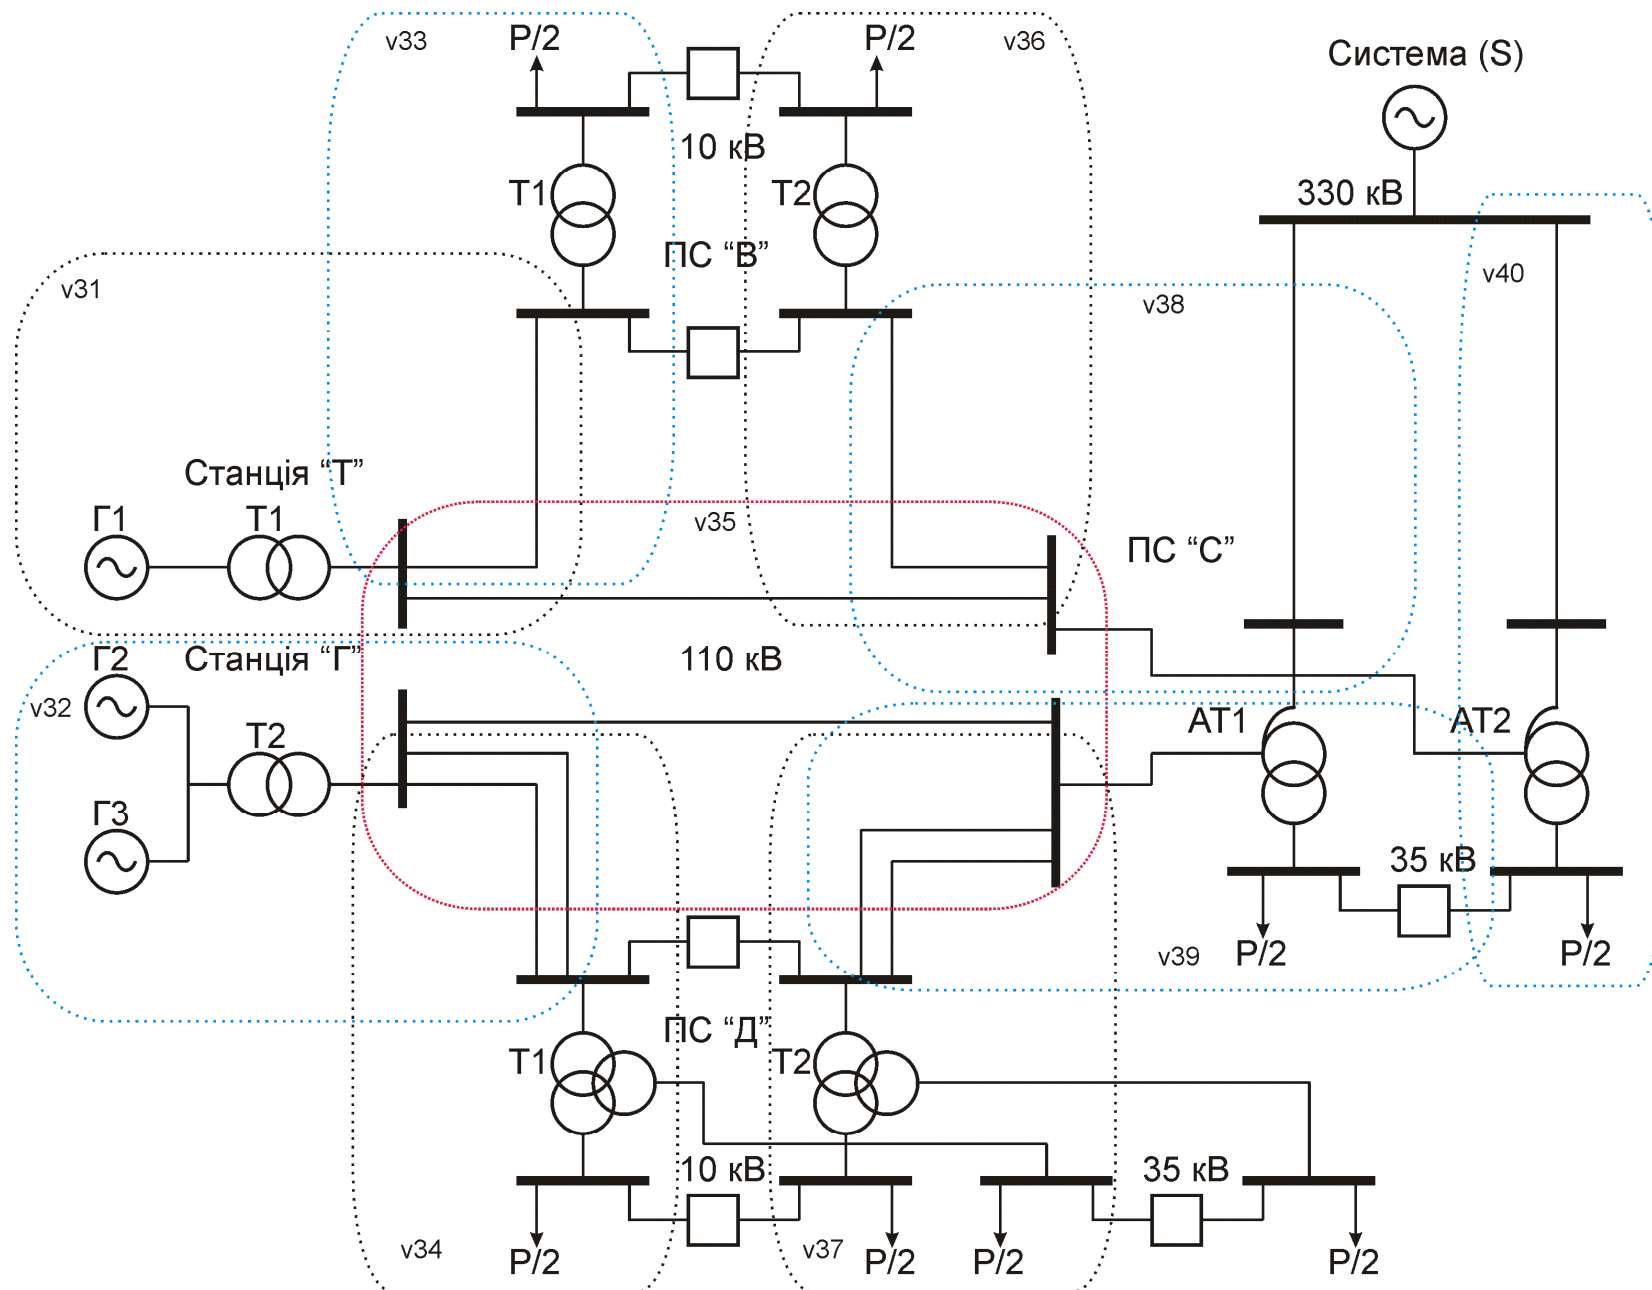 v33
P/2
P/2
v36
Система (S)
10 кВ
T1
T2
330 кВ
ПС “В”
v31
v38
v40
Станція “Т”
Г1
T1
v35
ПС “С”
Станція “Г”
Г2
110 кВ
v32
T2
AT1
AT2
Г3
35 кВ
v39
P/2
P/2
ПС “Д”
T1
T2
10 кВ
35 кВ
v34
P/2
v37
P/2
P/2
P/2